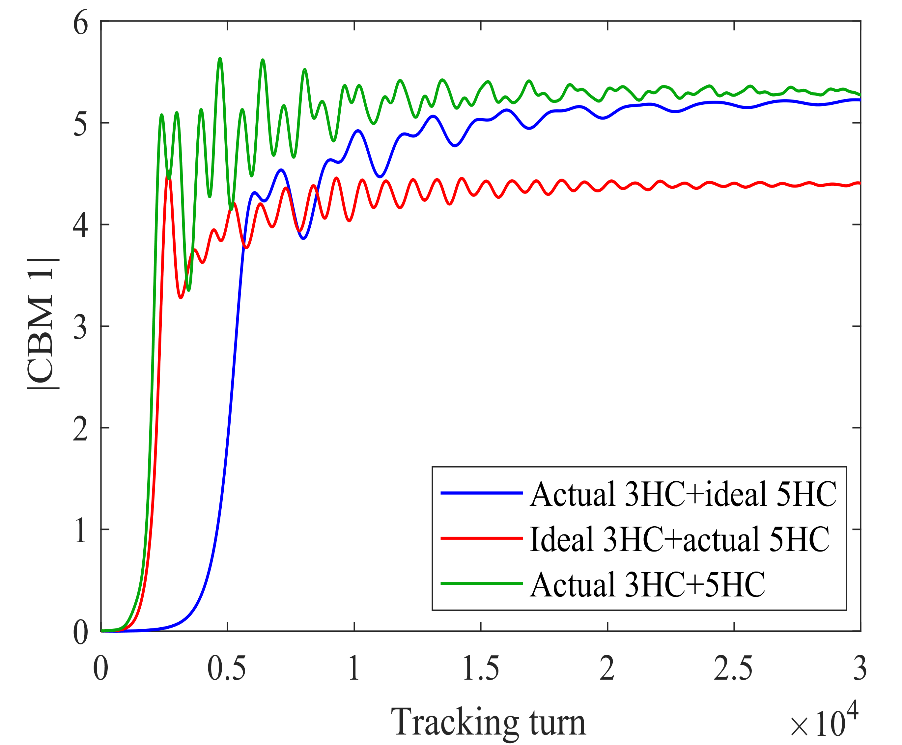 6
5
4
3
2
1
0
|CBM 1|
Actual 3HC+ideal 5HC
Ideal 3HC+actual 5HC
Actual 3HC+5HC
0 0.5 1 1.5 2 2.5 3
Tracking turn
×10^4